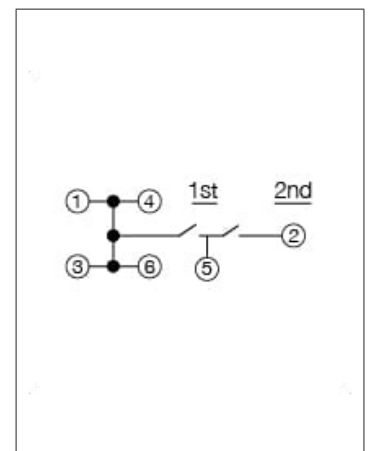 1st 2nd
① ④
②
③ ⑥ ⑤